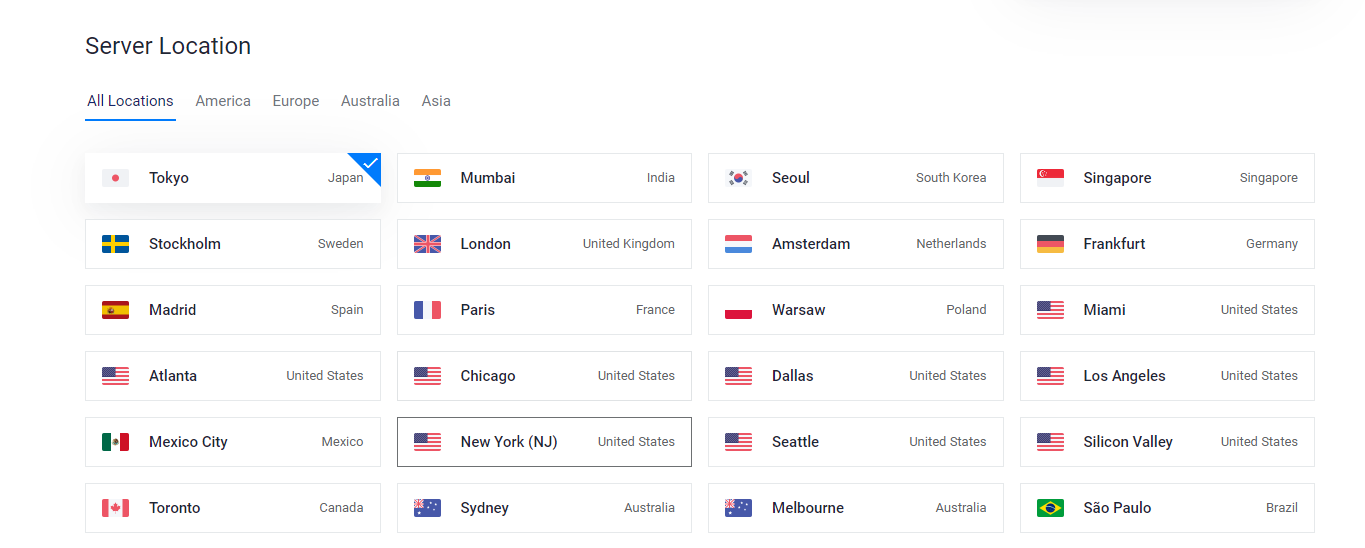 Server Location
All Locations America Europe Australia Asia
Tokyo Japan Mumbai India Seoul South Korea Singapore Singapore
Stockholm Sweden London United Kingdom Amsterdam Netherlands Frankfurt Germany
Madrid Spain Paris France Warsaw Poland Miami United States
Atlanta United States Chicago United States Dallas United States Los Angeles United States
Mexico City Mexico New York (NJ) United States Seattle United States Silicon Valley United States
Toronto Canada Sydney Australia Melbourne Australia São Paulo Brazil